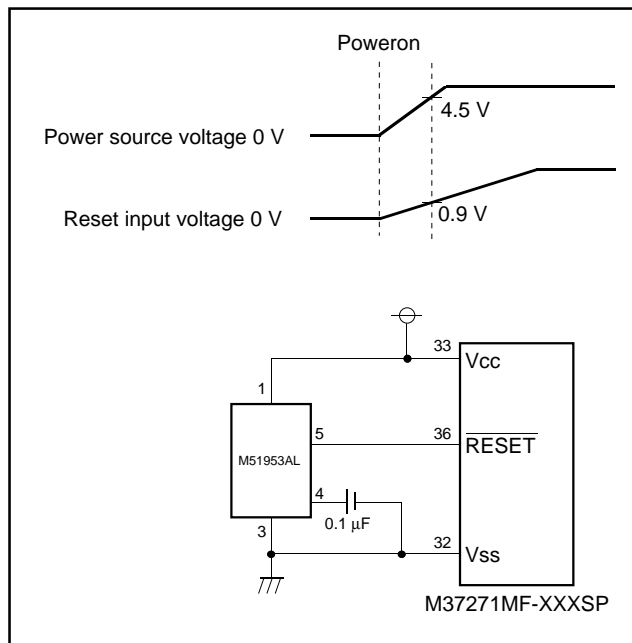 Poweron
4.5 V
Power source voltage 0 V
Reset input voltage 0 V
0.9 V
33
Vcc
1
5
36
RESET
M51953AL
4
0.1 μF
3
32
Vss
M37271MF-XXXSP